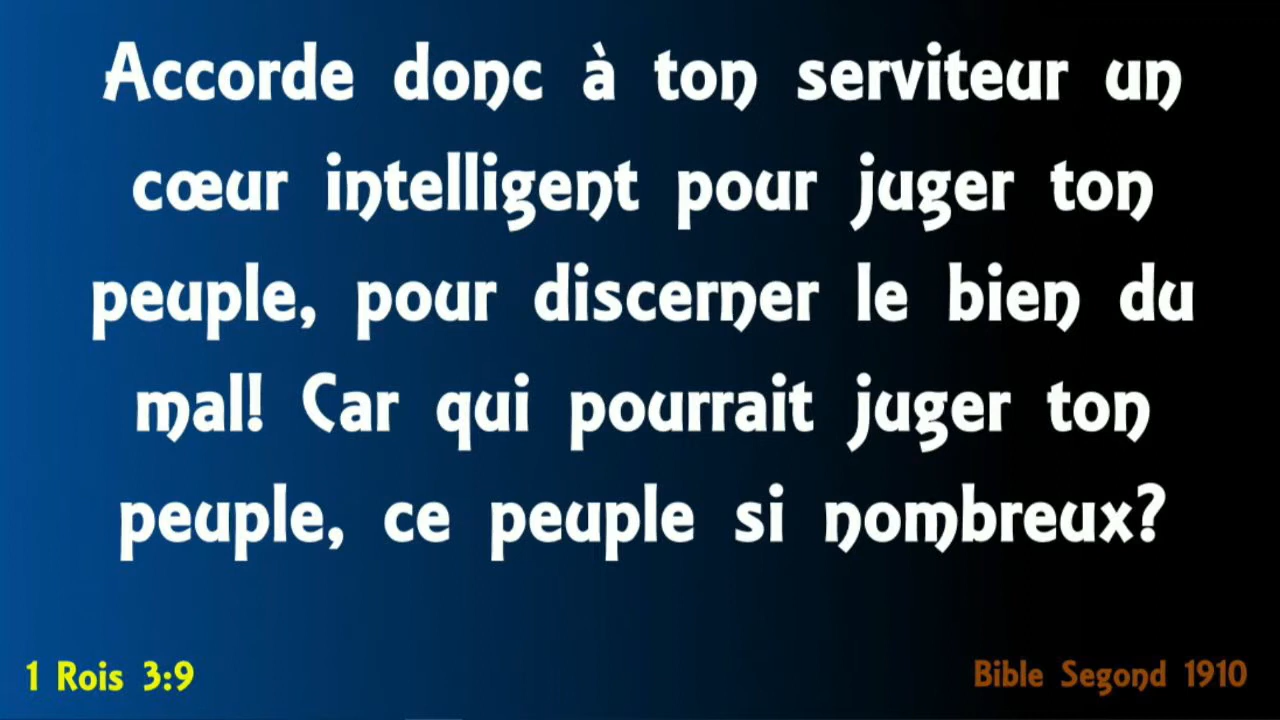 Accorde donc à ton serviteur un
cœur intelligent pour juger ton
peuple, pour discerner le bien du
mal! Car qui pourrait juger ton
peuple, ce peuple si nombreux?
1 Rois 3:9
Bible Segond 1910